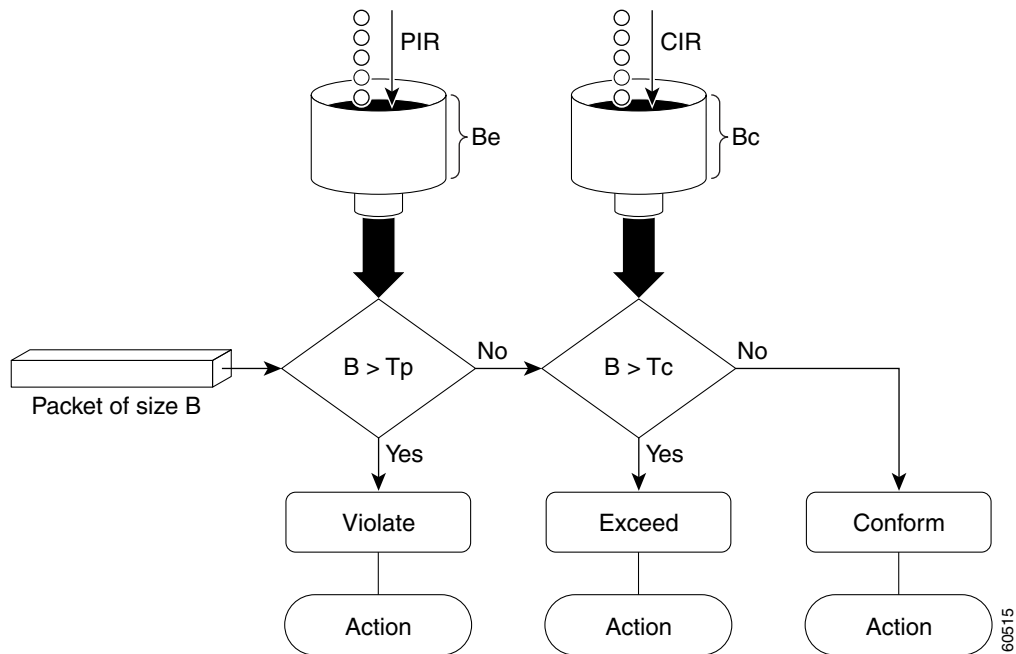 PIR
CIR
Be
Bc
B > Tp
No
B > Tc
No
Packet of size B
Yes
Yes
Violate
Exceed
Conform
Action
Action
Action
60515